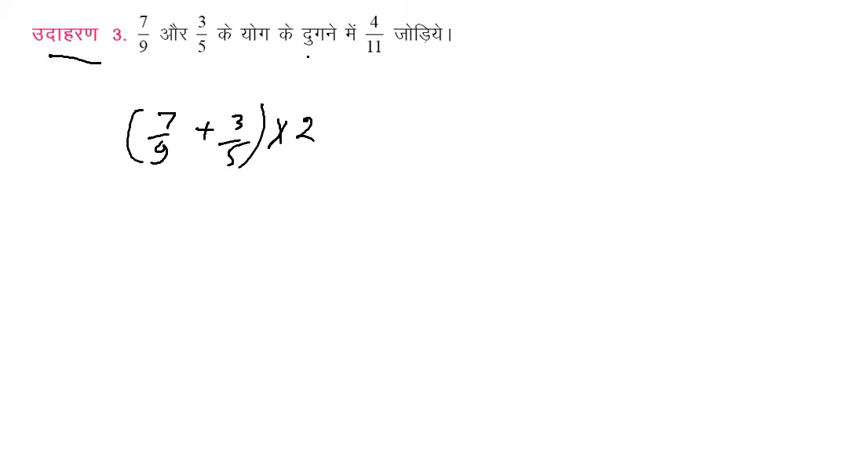 उदाहरण 3. 7/9 और 3/5 के योग के दुगने में 4/11 जोड़िये।
(7/9 + 3/5) × 2